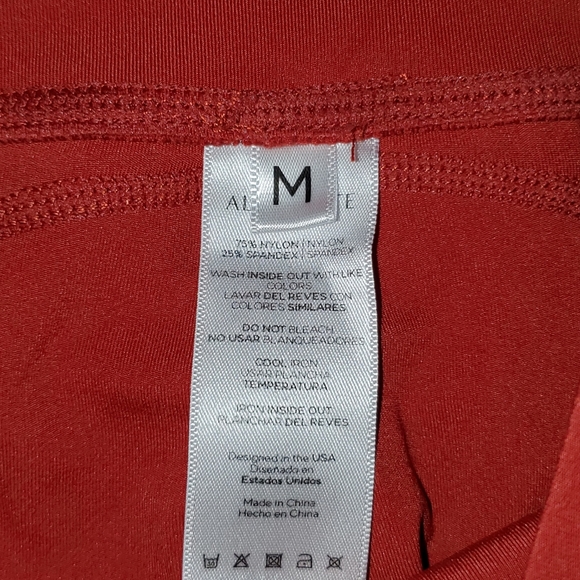 M
AL TE
75% NYLON | NYLON
25% SPANDEX | SPANDEX
WASH INSIDE OUT WITH LIKE
COLORS
LAVAR DEL REVES CON
COLORES SIMILARES
DO NOT BLEACH
NO USAR BLANQUEADORES
COOL IRON
USAR PLANCHA
TEMPERATURA
IRON INSIDE OUT
PLANCHAR DEL REVES
Designed in the USA
Diseñado en
Estados Unidos
Made in China
Hecho en China